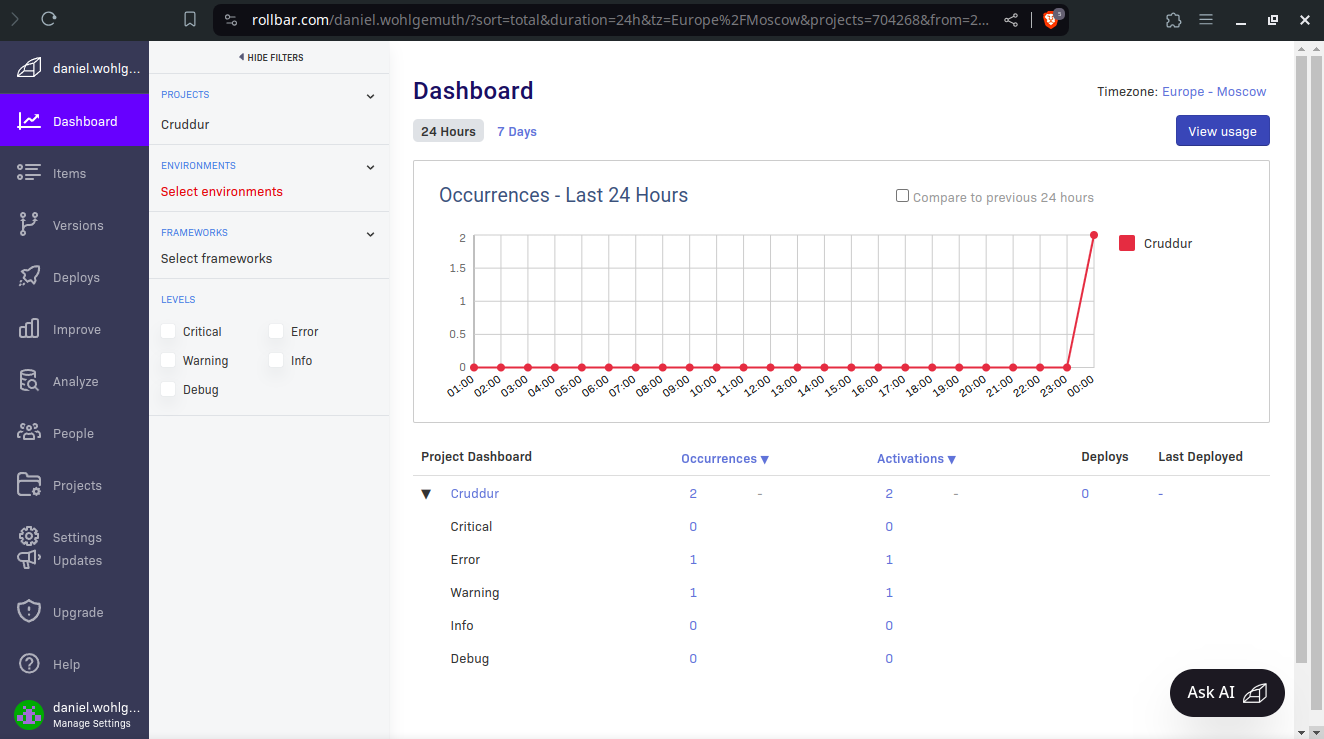 rollbar.com/daniel.wohlgemuth/?sort=total&duration=24h&tz=Europe%2FMoscow&projects=704268&from=2...
5
daniel.wohlg...
Dashboard
Items
Versions
Deploys
Improve
Analyze
People
Projects
Settings
Updates
Upgrade
Help
daniel.wohlg...
Manage Settings
HIDE FILTERS
PROJECTS
Cruddur
ENVIRONMENTS
Select environments
FRAMEWORKS
Select frameworks
LEVELS
Critical Error
Warning Info
Debug
Dashboard
Timezone: Europe - Moscow
24 Hours 7 Days
View usage
Occurrences - Last 24 Hours
Compare to previous 24 hours
Cruddur
2
1.5
1
0.5
0
01:00 02:00 03:00 04:00 05:00 06:00 07:00 08:00 09:00 10:00 11:00 12:00 13:00 14:00 15:00 16:00 17:00 18:00 19:00 20:00 21:00 22:00 23:00 00:00
Project Dashboard Occurrences ▼ Activations ▼ Deploys Last Deployed
▼ Cruddur 2 - 2 - 0 -
Critical 0 0
Error 1 1
Warning 1 1
Info 0 0
Debug 0 0
Ask AI